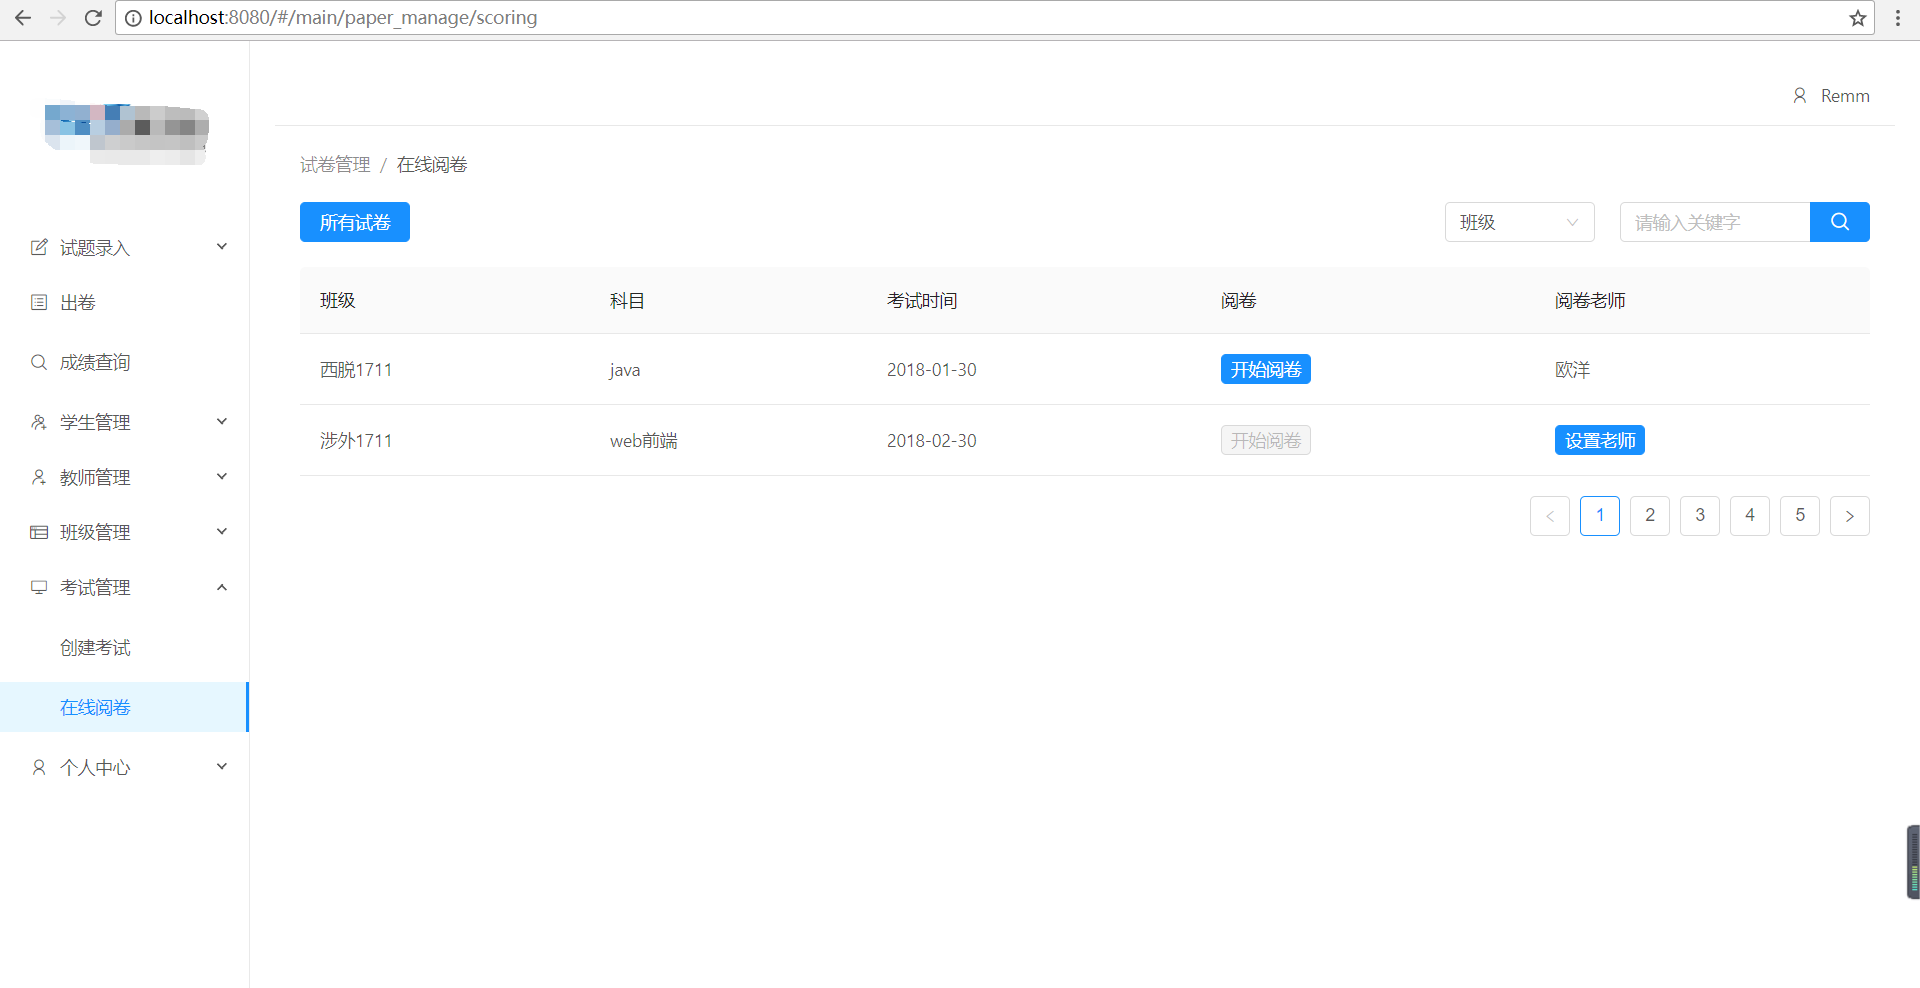 localhost:8080/#/main/paper_manage/scoring
Remm
试题录入
出卷
成绩查询
学生管理
教师管理
班级管理
考试管理
创建考试
在线阅卷
个人中心
试卷管理 / 在线阅卷
所有试卷 班级 请输入关键字
班级 科目 考试时间 阅卷 阅卷老师
西脱1711 java 2018-01-30 开始阅卷 欧洋
涉外1711 web前端 2018-02-30 开始阅卷 设置老师
< 1 2 3 4 5 >